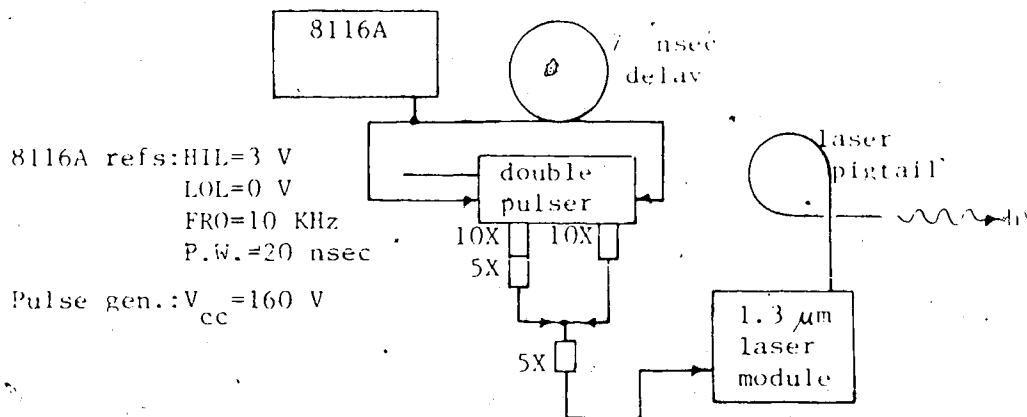 8116A
nsec
delay
8116A refs:HIL=3 V
LOL=0 V
FRQ=10 KHz
P.W.=20 nsec
Pulse gen.:Vcc=160 V
double
pulser
10X
10X
5X
5X
laser
pigtail
1.3 μm
laser
module